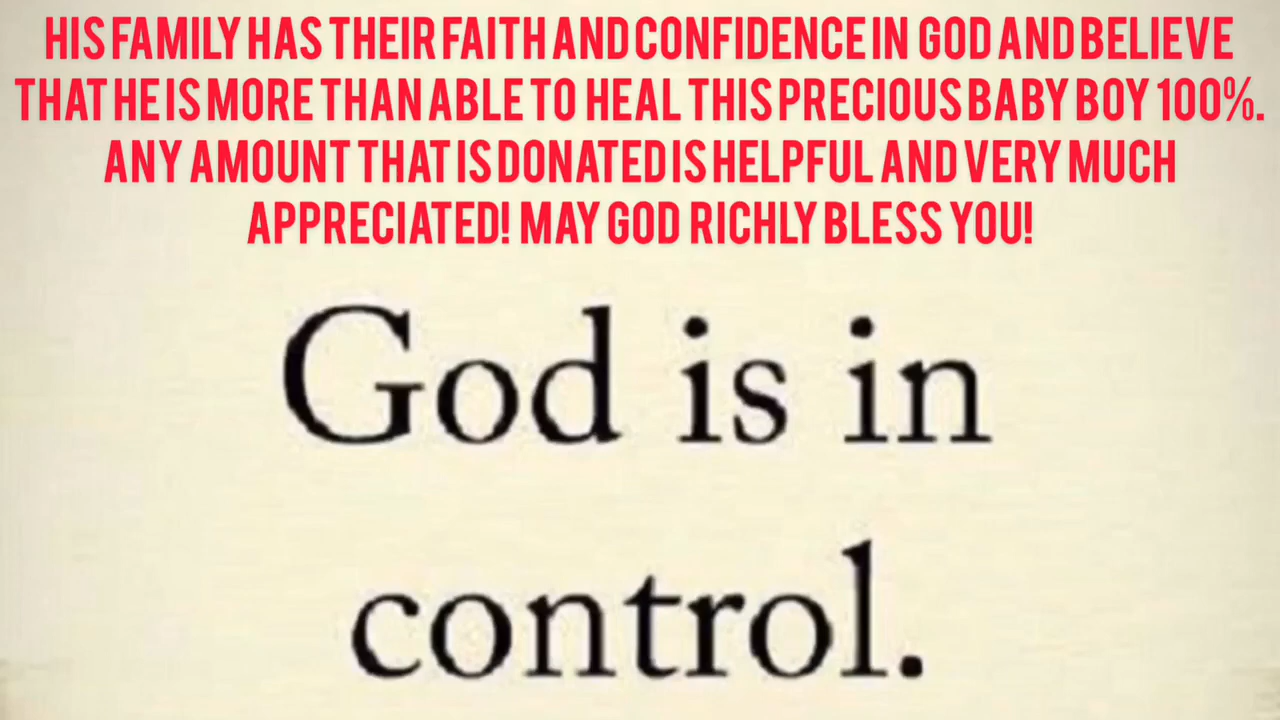 HIS FAMILY HAS THEIR FAITH AND CONFIDENCE IN GOD AND BELIEVE
THAT HE IS MORE THAN ABLE TO HEAL THIS PRECIOUS BABY BOY 100%.
ANY AMOUNT THAT IS DONATED IS HELPFUL AND VERY MUCH
APPRECIATED! MAY GOD RICHLY BLESS YOU!
God is in
control.